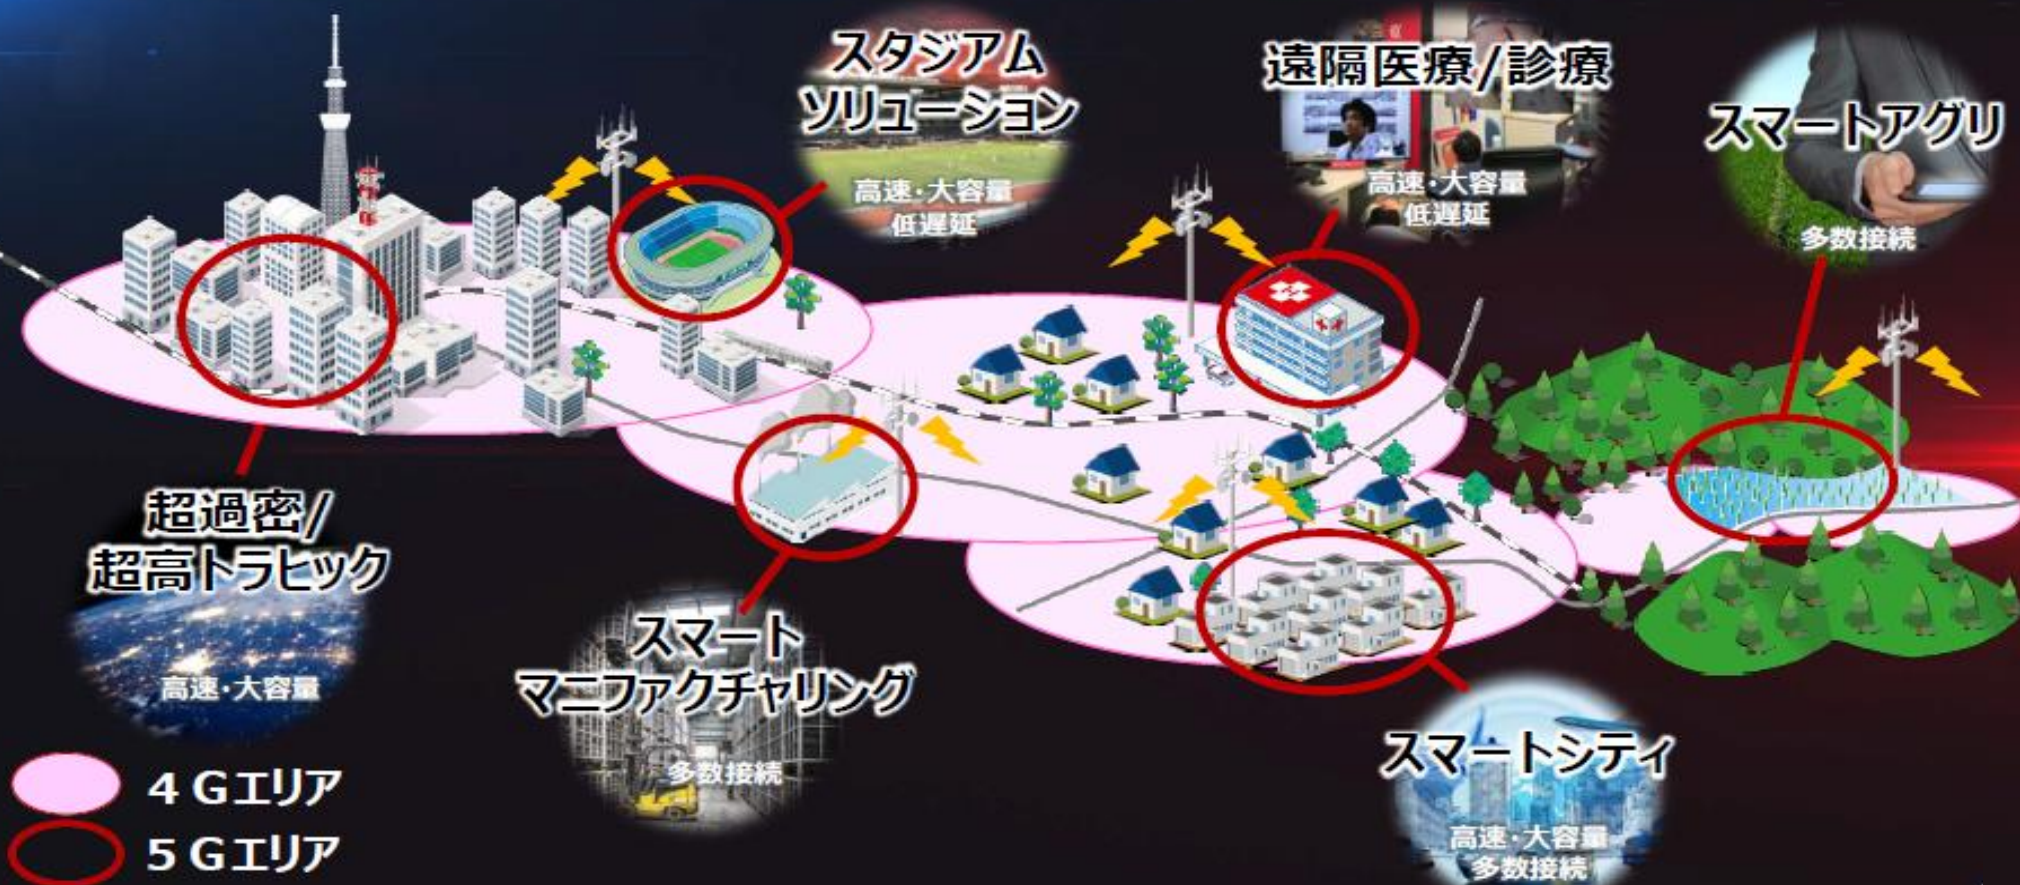 スタジアム
ソリューション
高速･大容量
低遅延
遠隔医療/診療
高速･大容量
低遅延
スマートアグリ
多数接続
超過密/
超高トラヒック
高速･大容量
スマート
マニファクチャリング
多数接続
スマートシティ
高速･大容量
多数接続
４Ｇエリア
５Ｇエリア